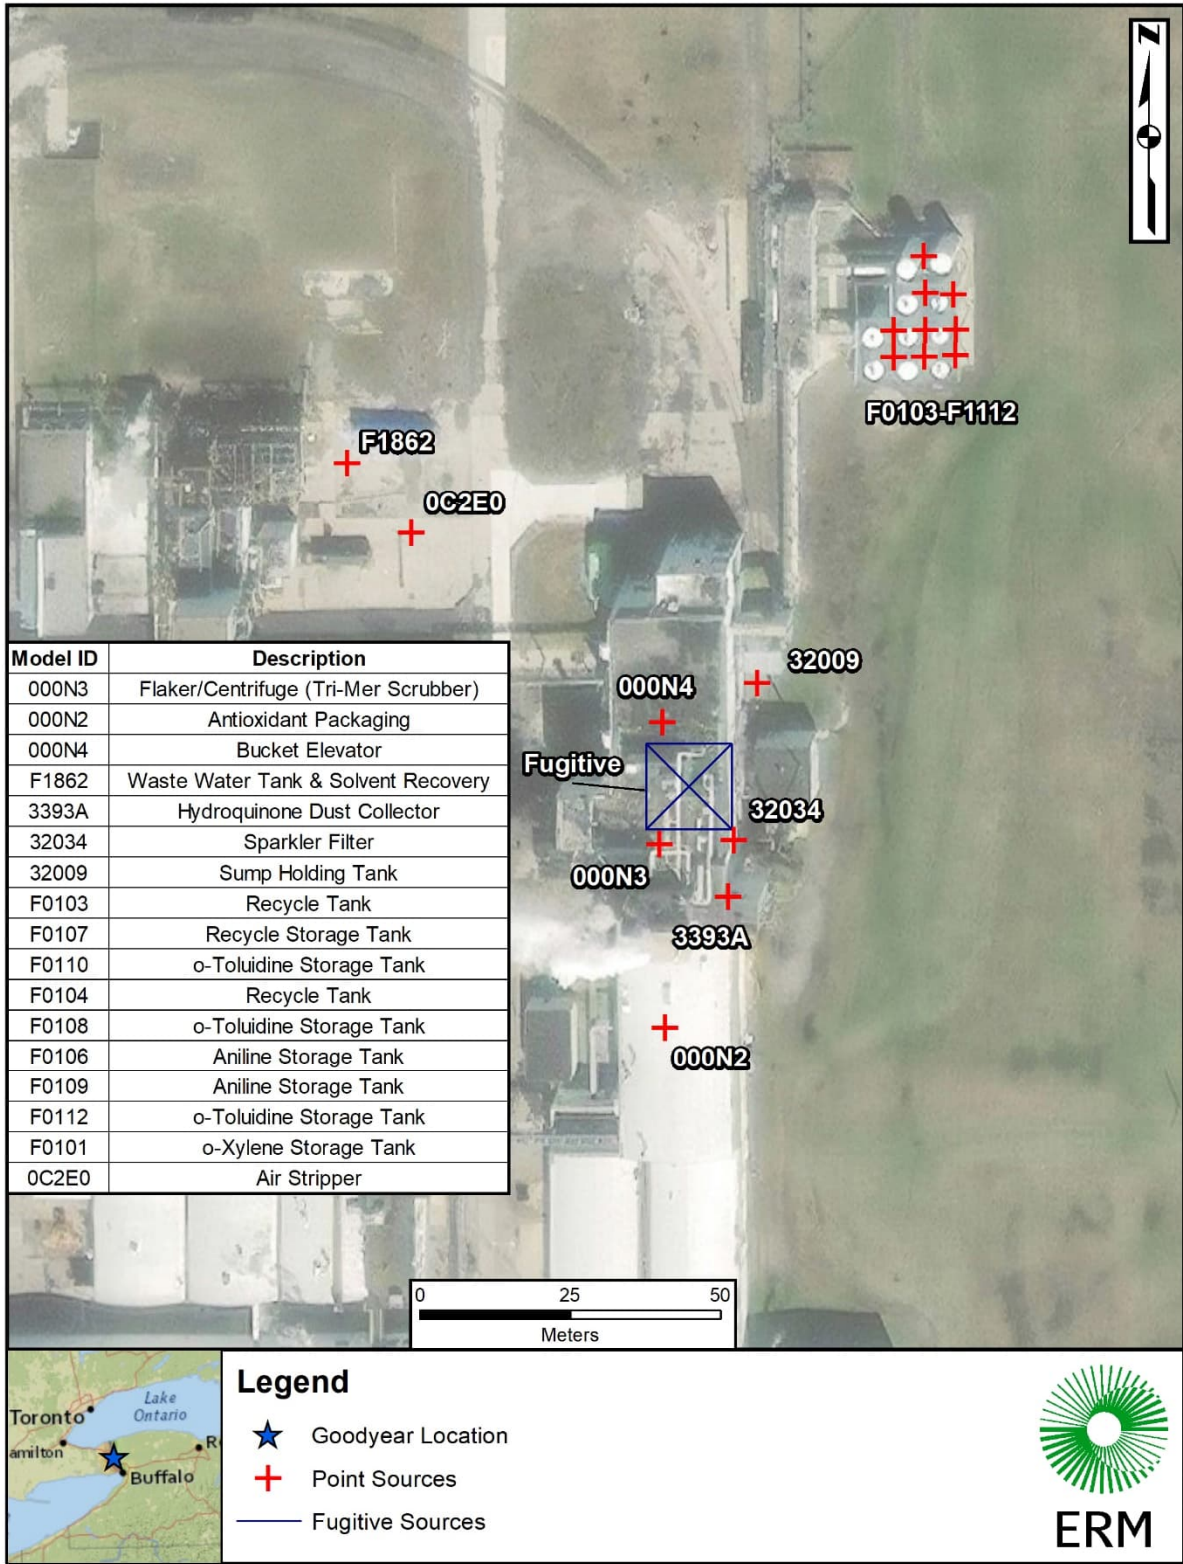 N
F0103-F1112
F1862
0C2E0
32009
000N4
Fugitive
32034
000N3
3393A
000N2
Model ID Description
000N3 Flaker/Centrifuge (Tri-Mer Scrubber)
000N2 Antioxidant Packaging
000N4 Bucket Elevator
F1862 Waste Water Tank & Solvent Recovery
3393A Hydroquinone Dust Collector
32034 Sparkler Filter
32009 Sump Holding Tank
F0103 Recycle Tank
F0107 Recycle Storage Tank
F0110 o-Toluidine Storage Tank
F0104 Recycle Tank
F0108 o-Toluidine Storage Tank
F0106 Aniline Storage Tank
F0109 Aniline Storage Tank
F0112 o-Toluidine Storage Tank
F0101 o-Xylene Storage Tank
0C2E0 Air Stripper
0 25 50
Meters
Toronto
Lake
Ontario
amilton
R
Buffalo
Legend
Goodyear Location
Point Sources
Fugitive Sources
ERM